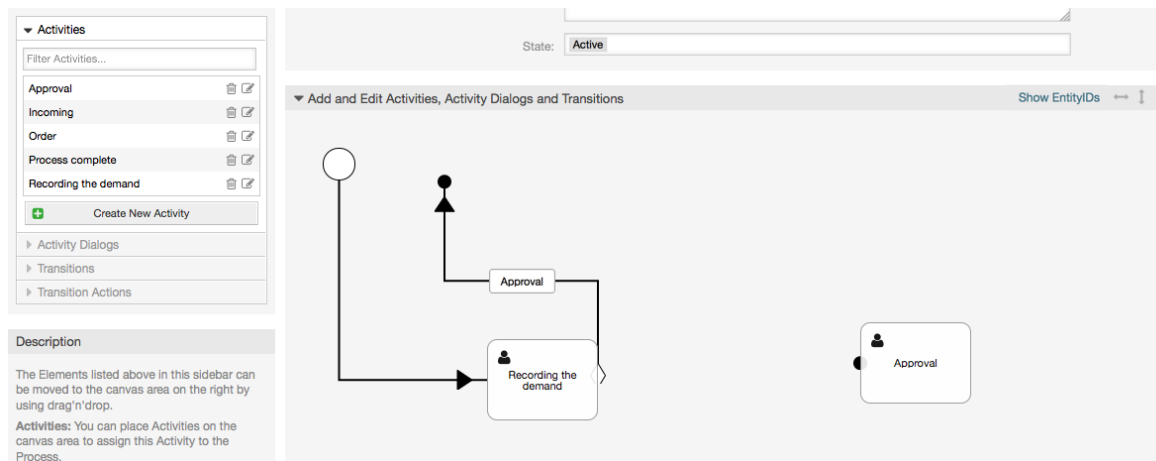 Activities
Filter Activities...
Approval
Incoming
Order
Process complete
Recording the demand
Create New Activity
Activity Dialogs
Transitions
Transition Actions
Description
The Elements listed above in this sidebar can
be moved to the canvas area on the right by
using drag'n'drop.
Activities: You can place Activities on the
canvas area to assign this Activity to the
Process.
State: Active
Add and Edit Activities, Activity Dialogs and Transitions
Show EntityIDs
Approval
Recording the
demand
Approval